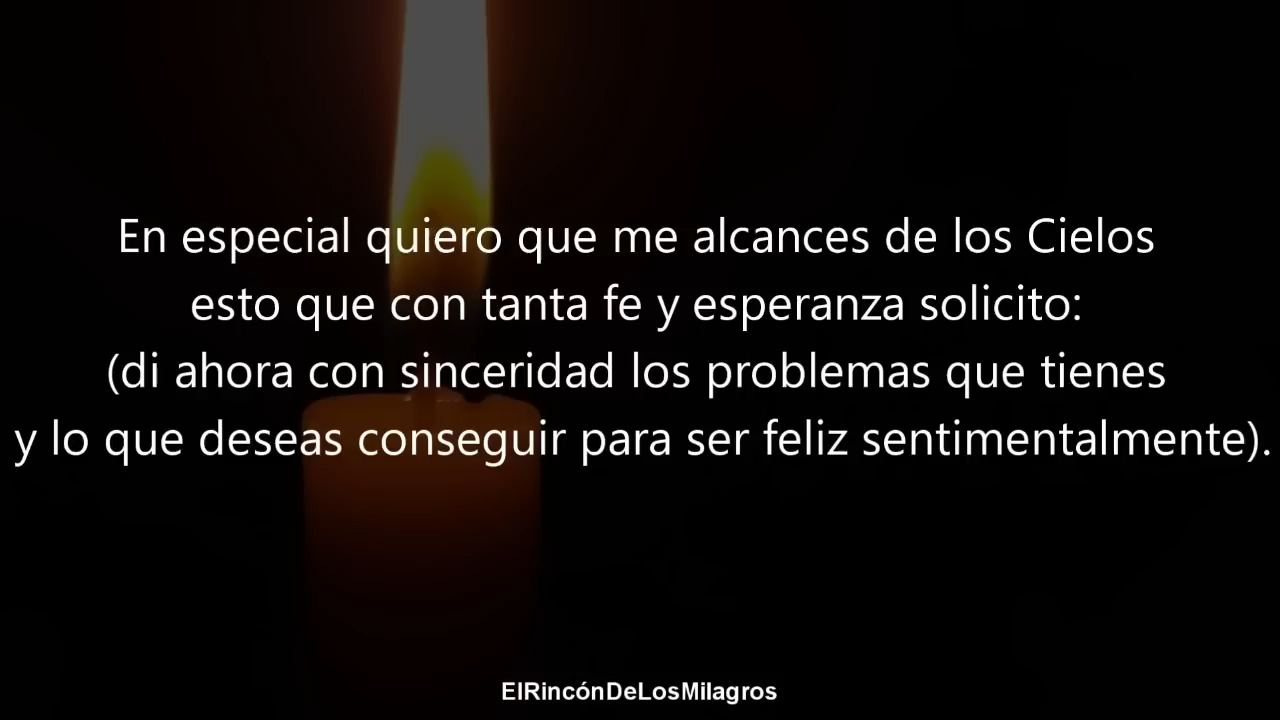 En especial quiero que me alcances de los Cielos
esto que con tanta fe y esperanza solicito:
(di ahora con sinceridad los problemas que tienes
y lo que deseas conseguir para ser feliz sentimentalmente).
ElRincónDeLosMilagros